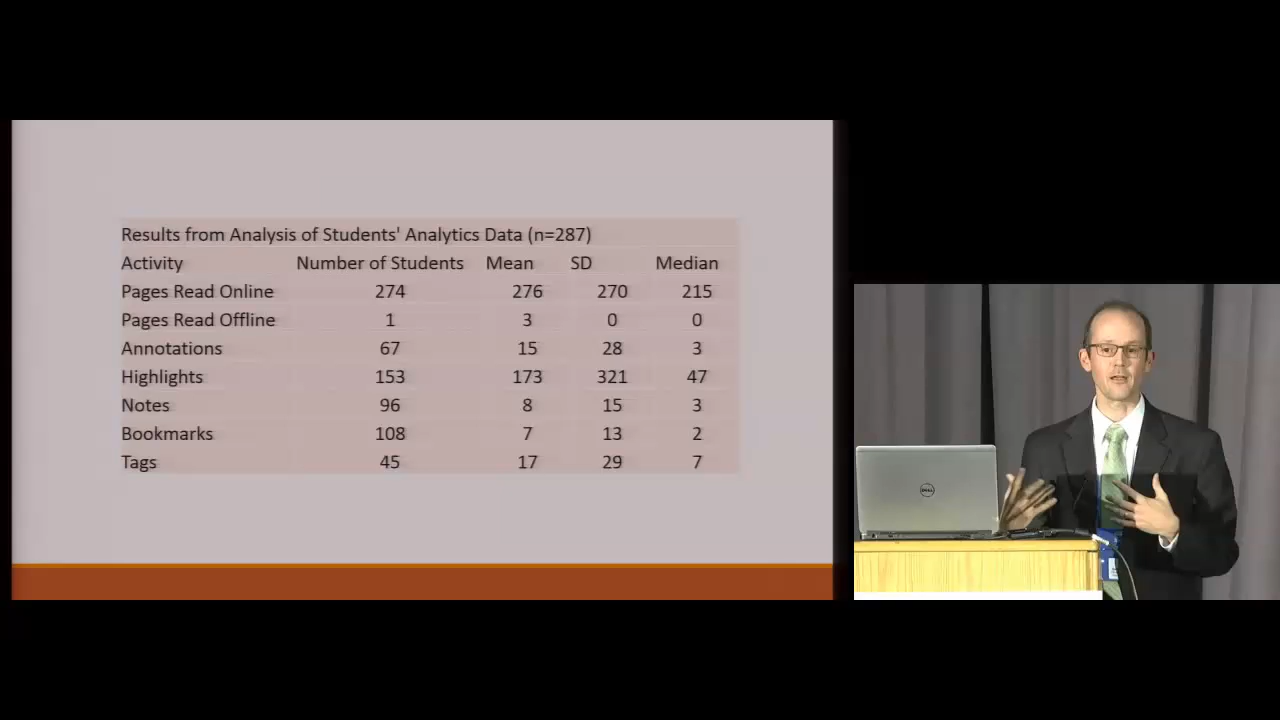 Results from Analysis of Students' Analytics Data (n=287)
Activity Number of Students Mean SD Median
Pages Read Online 274 276 270 215
Pages Read Offline 1 3 0 0
Annotations 67 15 28 3
Highlights 153 173 321 47
Notes 96 8 15 3
Bookmarks 108 7 13 2
Tags 45 17 29 7
DELL